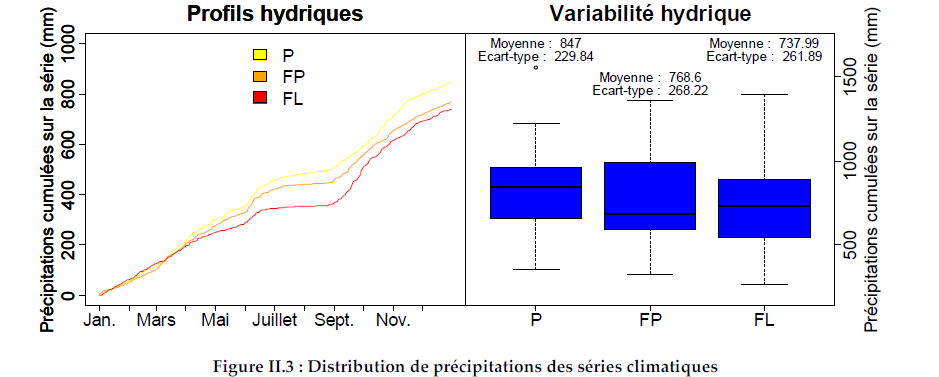 Profils hydriques
Variabilité hydrique
Précipitations cumulées sur la série (mm)
1000
800
600
400
200
0
P
FP
FL
Jan. Mars Mai Juillet Sept. Nov.
Moyenne : 847
Ecart-type : 229.84
Moyenne : 768.6
Ecart-type : 268.22
Moyenne : 737.99
Ecart-type : 261.89
P FP FL
1500
1000
500
Précipitations cumulées sur la série (mm)
Figure II.3 : Distribution de précipitations des séries climatiques